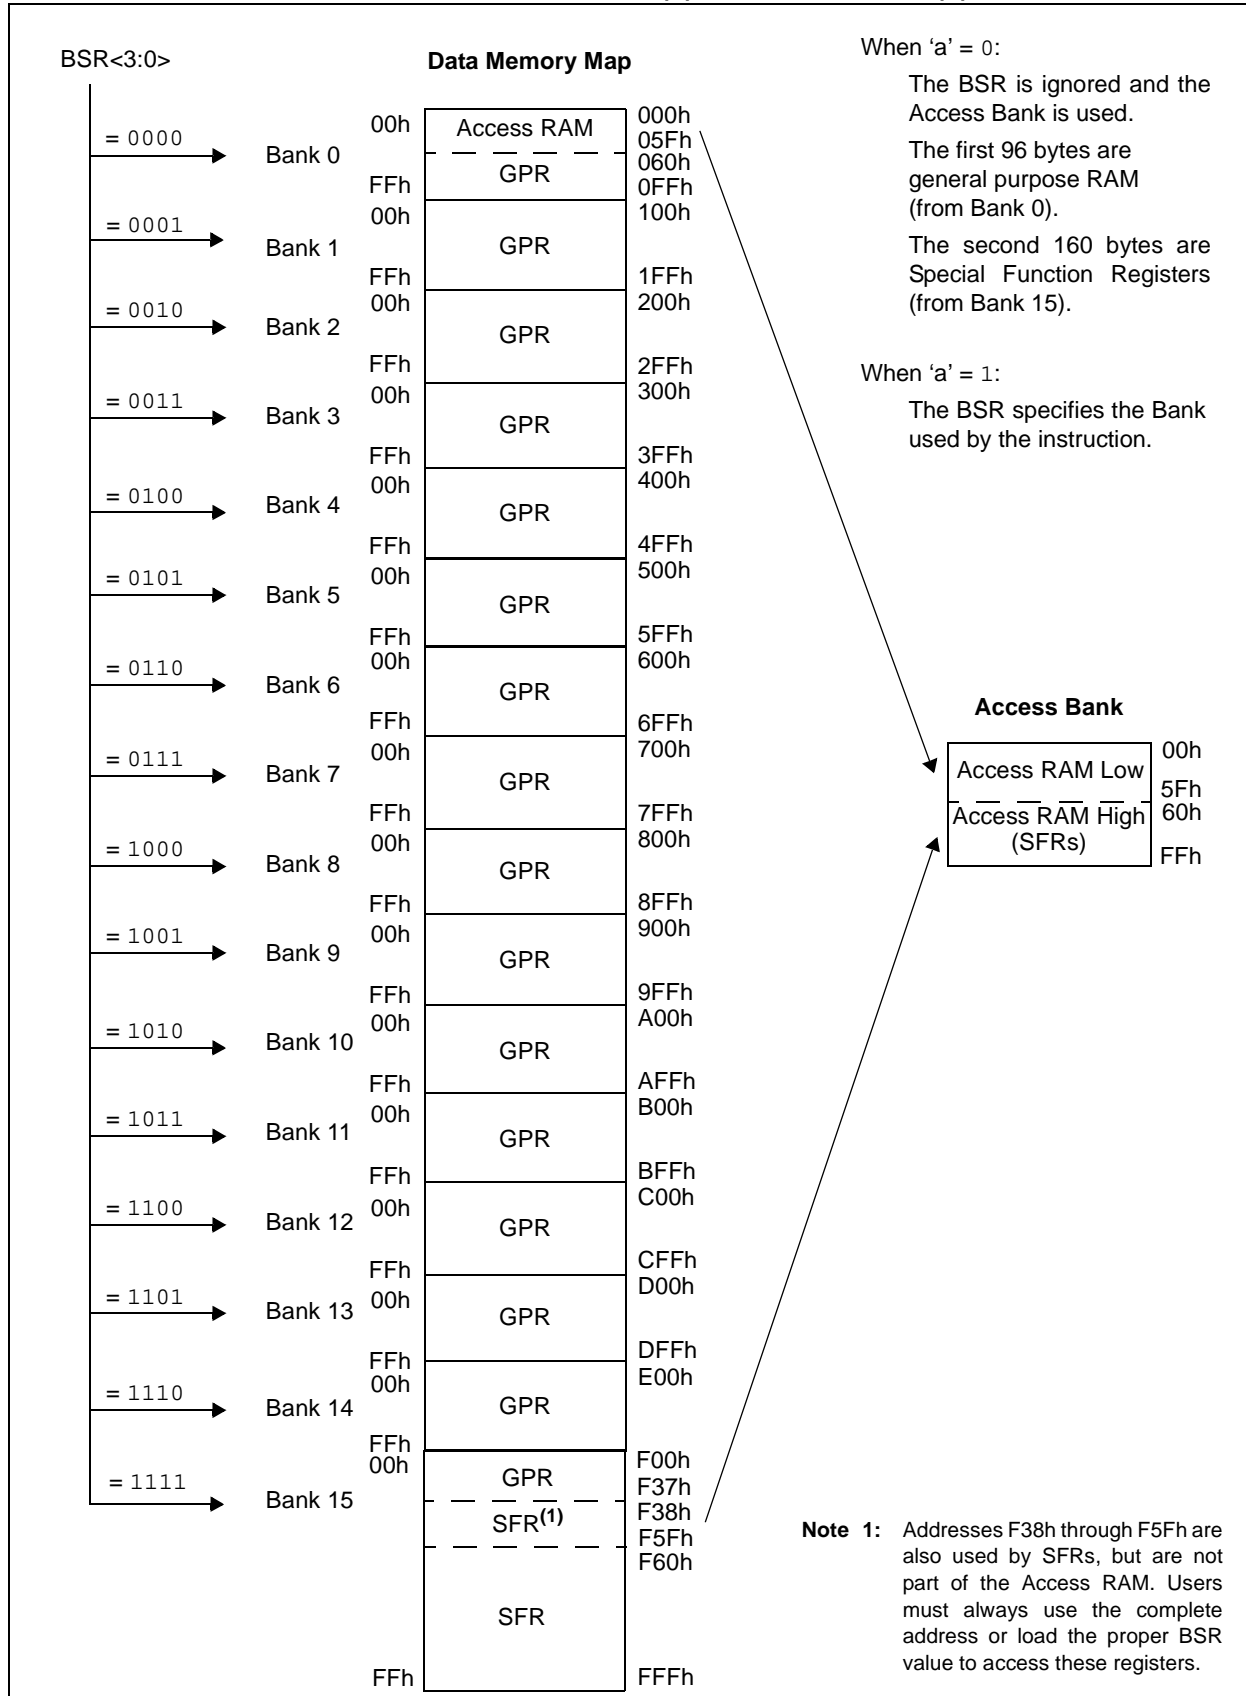 BSR<3:0>
Data Memory Map
When ‘a’ = 0:
The BSR is ignored and the
Access Bank is used.
The first 96 bytes are
general purpose RAM
(from Bank 0).
The second 160 bytes are
Special Function Registers
(from Bank 15).
When ‘a’ = 1:
The BSR specifies the Bank
used by the instruction.
= 0000
Bank 0
00h
Access RAM
000h
05Fh
060h
GPR
FFh
0FFh
= 0001
Bank 1
00h
100h
GPR
FFh
1FFh
= 0010
Bank 2
00h
200h
GPR
FFh
2FFh
= 0011
Bank 3
00h
300h
GPR
FFh
3FFh
= 0100
Bank 4
00h
400h
GPR
FFh
4FFh
= 0101
Bank 5
00h
500h
GPR
FFh
5FFh
= 0110
Bank 6
00h
600h
GPR
FFh
6FFh
= 0111
Bank 7
00h
700h
GPR
FFh
7FFh
= 1000
Bank 8
00h
800h
GPR
FFh
8FFh
= 1001
Bank 9
00h
900h
GPR
FFh
9FFh
= 1010
Bank 10
00h
A00h
GPR
FFh
AFFh
= 1011
Bank 11
00h
B00h
GPR
FFh
BFFh
= 1100
Bank 12
00h
C00h
GPR
FFh
CFFh
= 1101
Bank 13
00h
D00h
GPR
FFh
DFFh
= 1110
Bank 14
00h
E00h
GPR
FFh
= 1111
Bank 15
00h
F00h
GPR
F37h
F38h
SFR(1)
F5Fh
F60h
SFR
FFh
FFFh
Access Bank
Access RAM Low
00h
5Fh
Access RAM High
(SFRs)
60h
FFh
Note 1: Addresses F38h through F5Fh are
also used by SFRs, but are not
part of the Access RAM. Users
must always use the complete
address or load the proper BSR
value to access these registers.